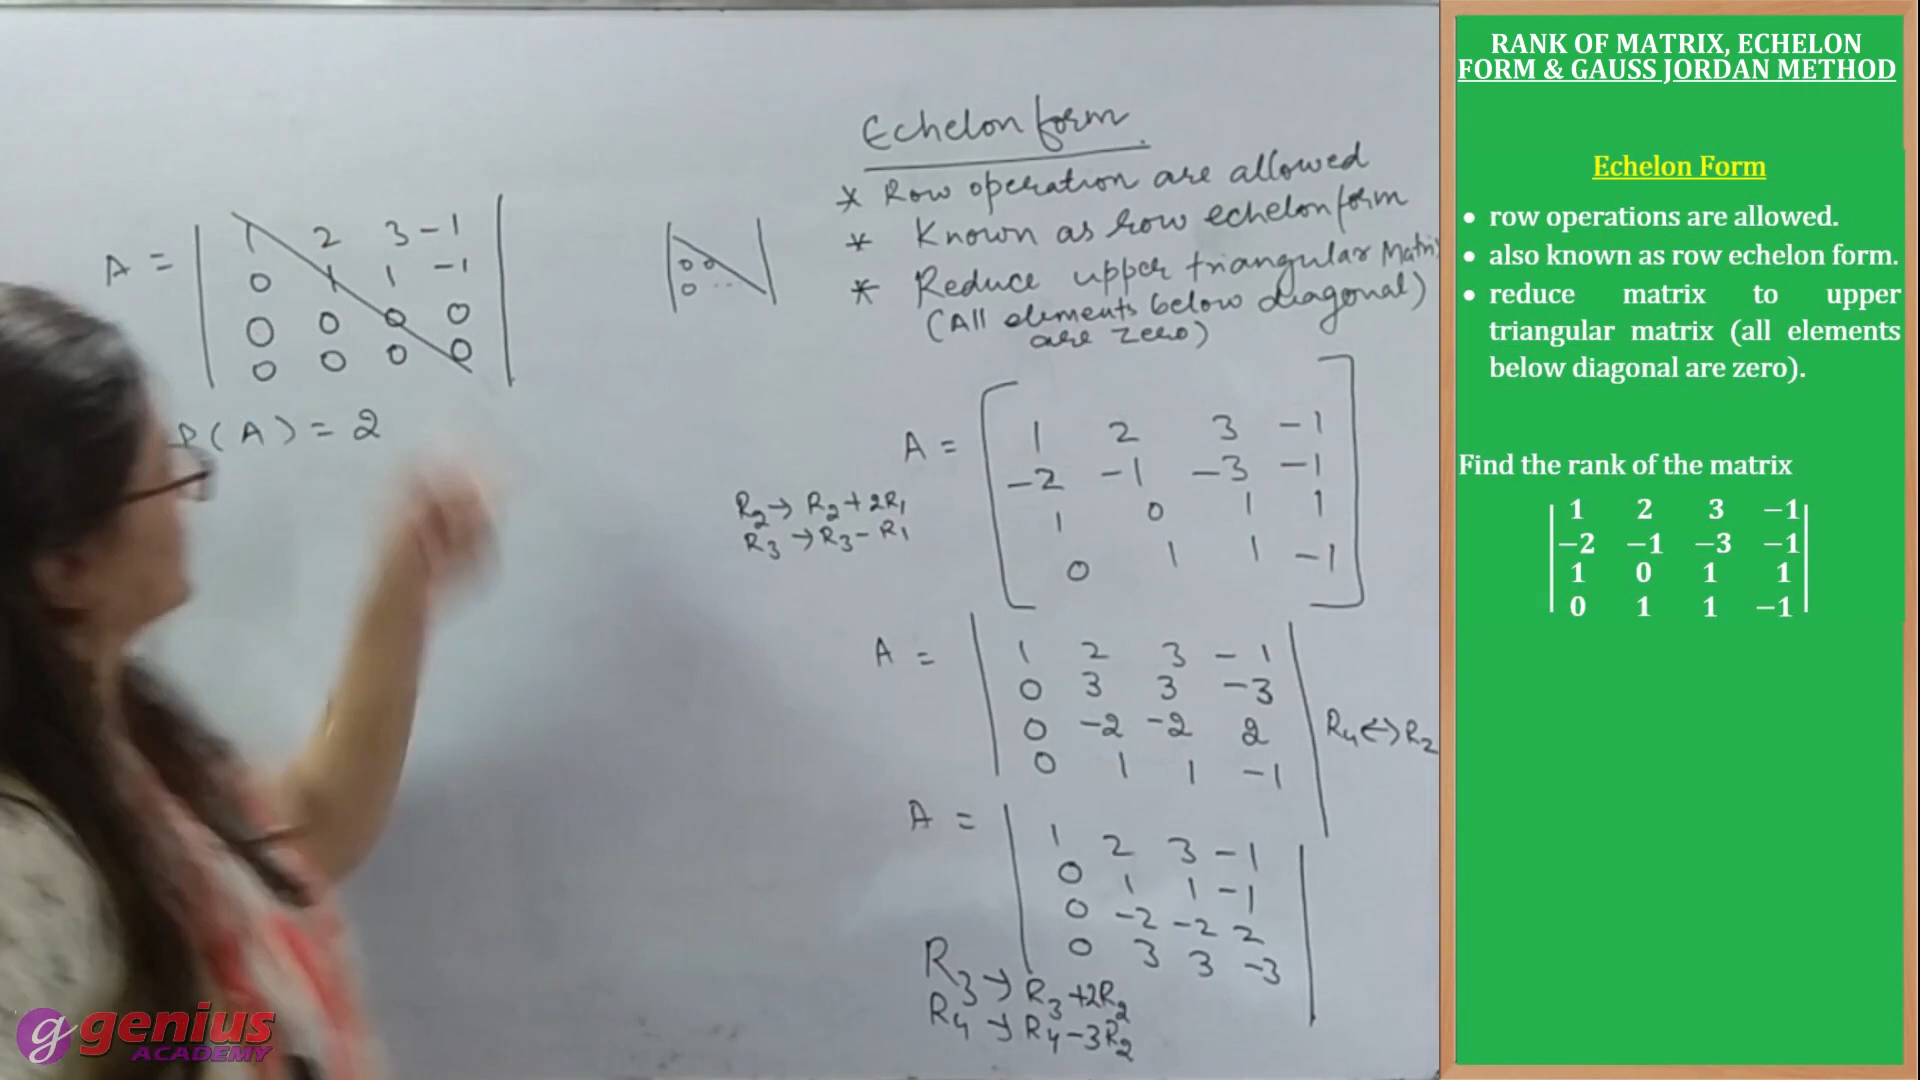 A = | 1 2 3 -1 |
0 1 1 -1
0 0 0 0
0 0 0 0
ρ(A) = 2
0 0
0 ..
Echelon form
* Row operation are allowed
* Known as row echelon form
* Reduce upper triangular Matri
(All elements below diagonal)
are zero)
A = [ 1 2 3 -1 ]
-2 -1 -3 -1
1 0 1 1
0 1 1 -1
R2 → R2 + 2R1
R3 → R3 - R1
A = | 1 2 3 -1 |
0 3 3 -3
0 -2 -2 2
0 1 1 -1
R4 ↔ R2
A = | 1 2 3 -1 |
0 1 1 -1
0 -2 -2 2
0 3 3 -3
R3 → R3 + 2R2
R4 → R4 - 3R2
g genius
ACADEMY
RANK OF MATRIX, ECHELON
FORM & GAUSS JORDAN METHOD
Echelon Form
• row operations are allowed.
• also known as row echelon form.
• reduce matrix to upper
triangular matrix (all elements
below diagonal are zero).
Find the rank of the matrix
| 1 2 3 −1 |
−2 −1 −3 −1
1 0 1 1
0 1 1 −1